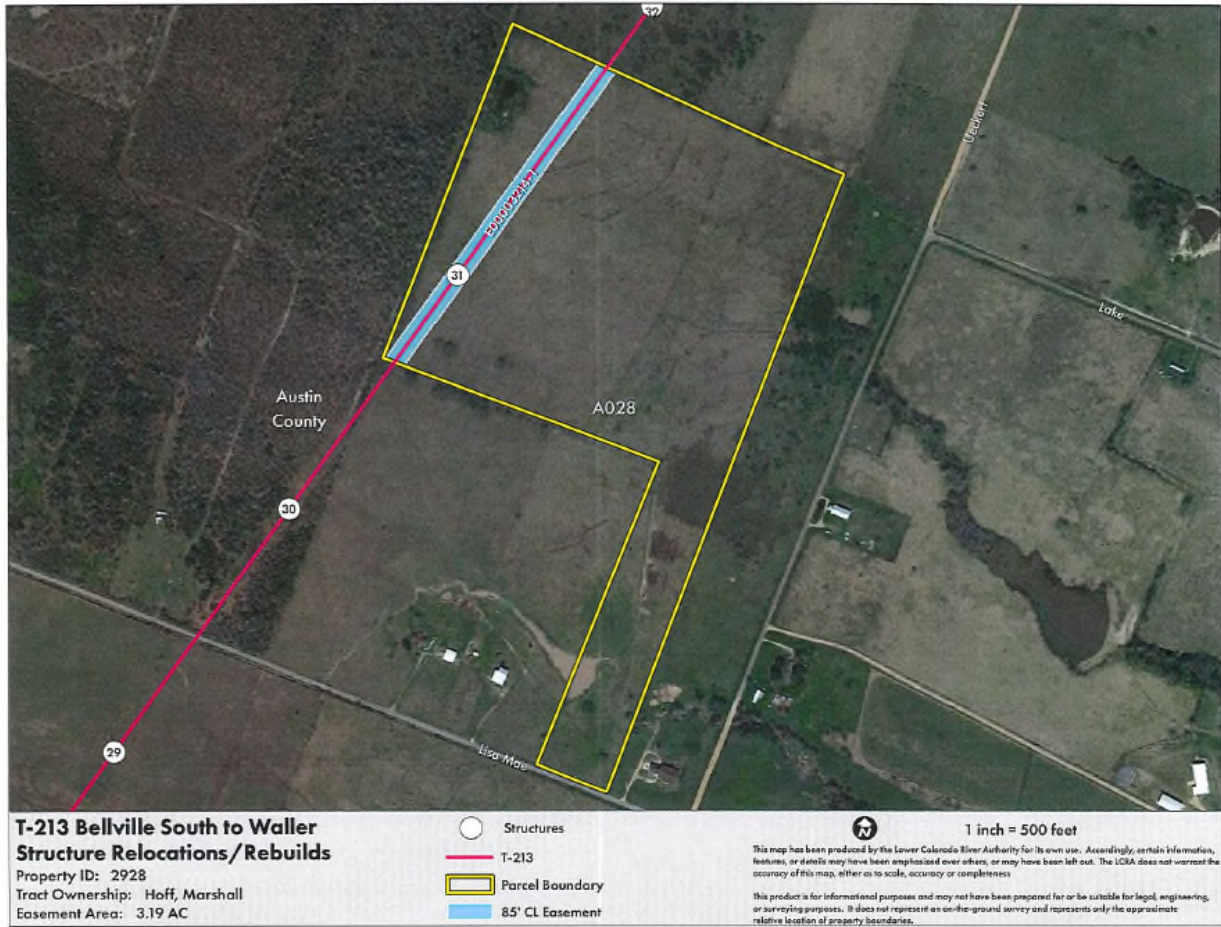 32
Ueckert
31
Lake
Austin
County
A028
30
29
Lisa Mae
T-213 Bellville South to Waller
Structure Relocations/Rebuilds
Property ID: 2928
Tract Ownership: Hoff, Marshall
Easement Area: 3.19 AC
Structures
T-213
Parcel Boundary
85' CL Easement
N
1 inch = 500 feet
This map has been produced by the Lower Colorado River Authority for its own use. Accordingly, certain information,
features, or details may have been emphasized over others, or may have been left out. The LCRA does not warrant the
accuracy of this map, either as to scale, accuracy or completeness
This product is for informational purposes and may not have been prepared for or be suitable for legal, engineering,
or surveying purposes. It does not represent an on-the-ground survey and represents only the approximate
relative location of property boundaries.